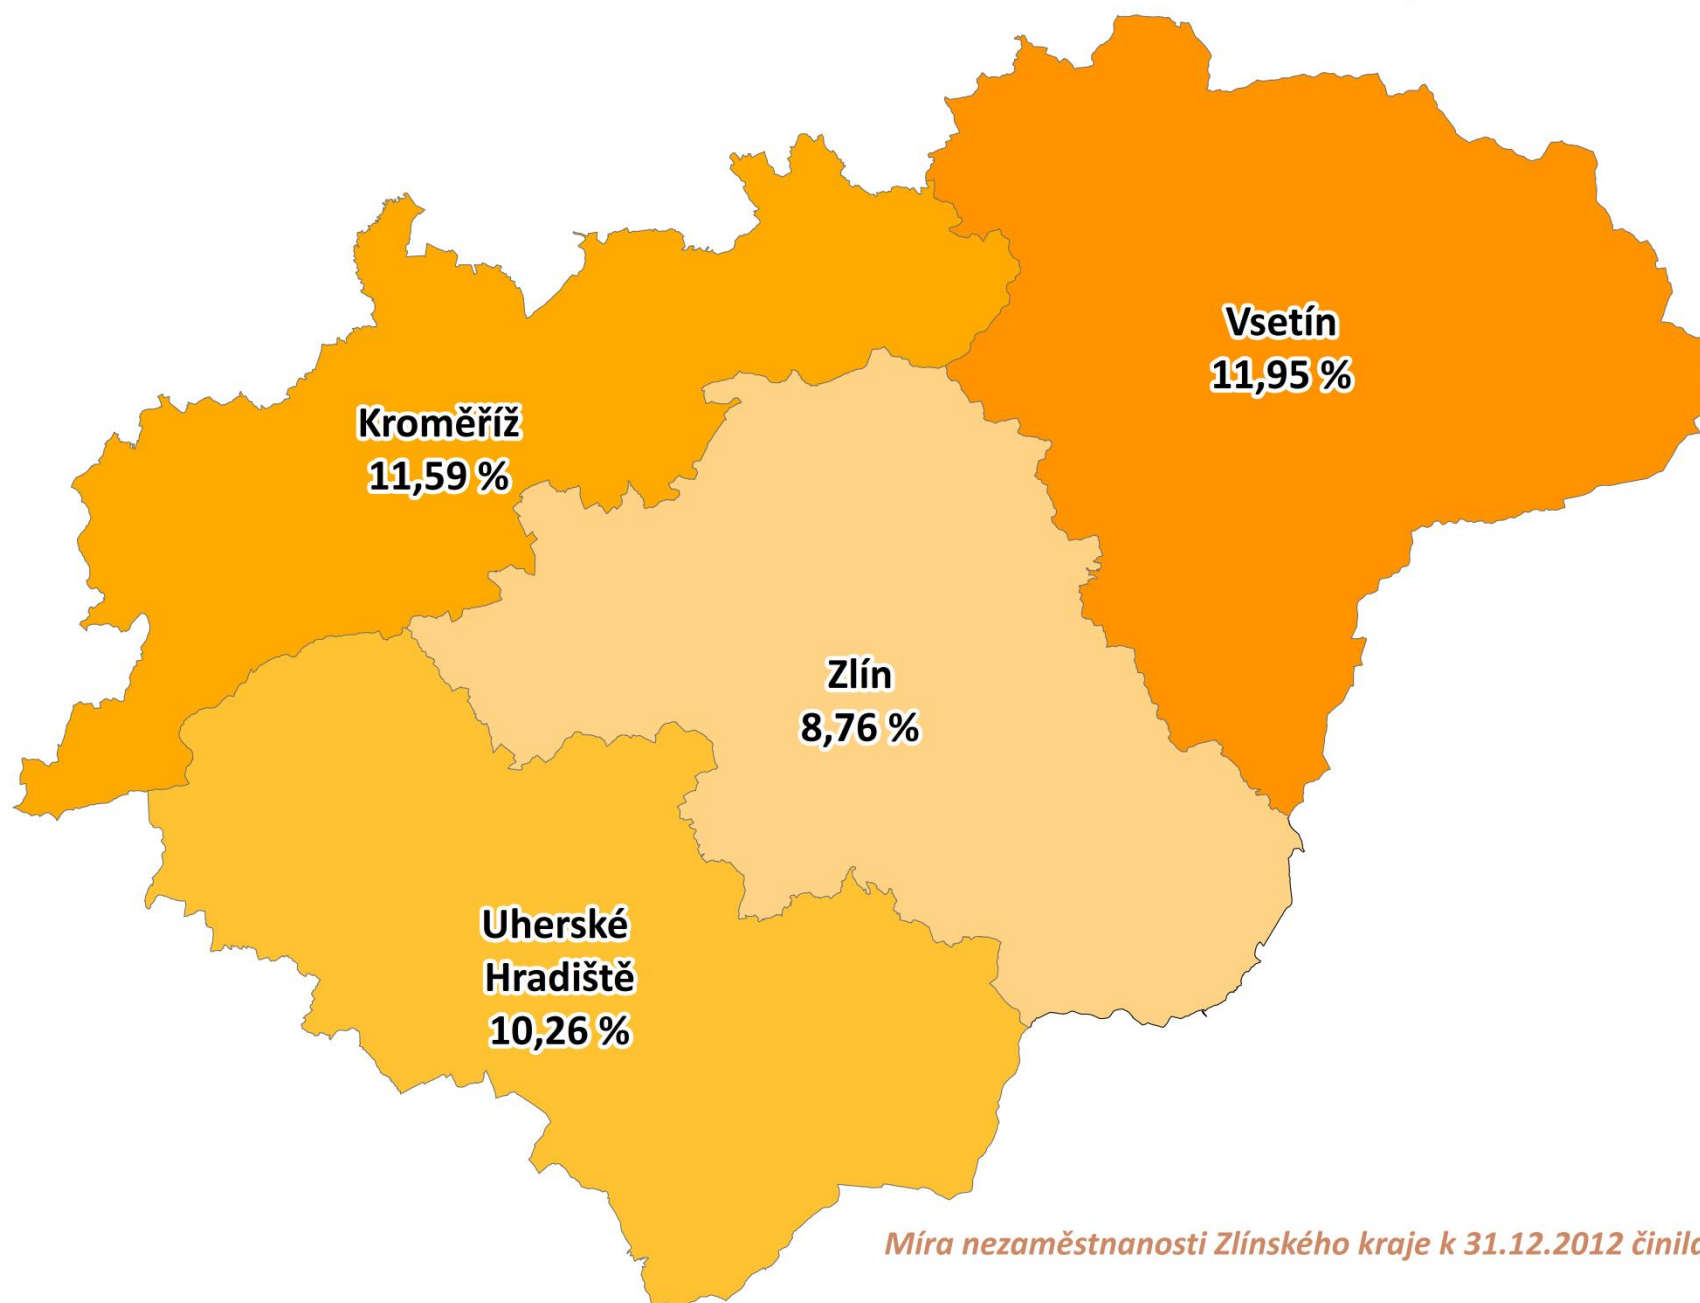 Vsetín
11,95 %
Kroměříž
11,59 %
Zlín
8,76 %
Uherské
Hradiště
10,26 %
Míra nezaměstnanosti Zlínského kraje k 31.12.2012 činila